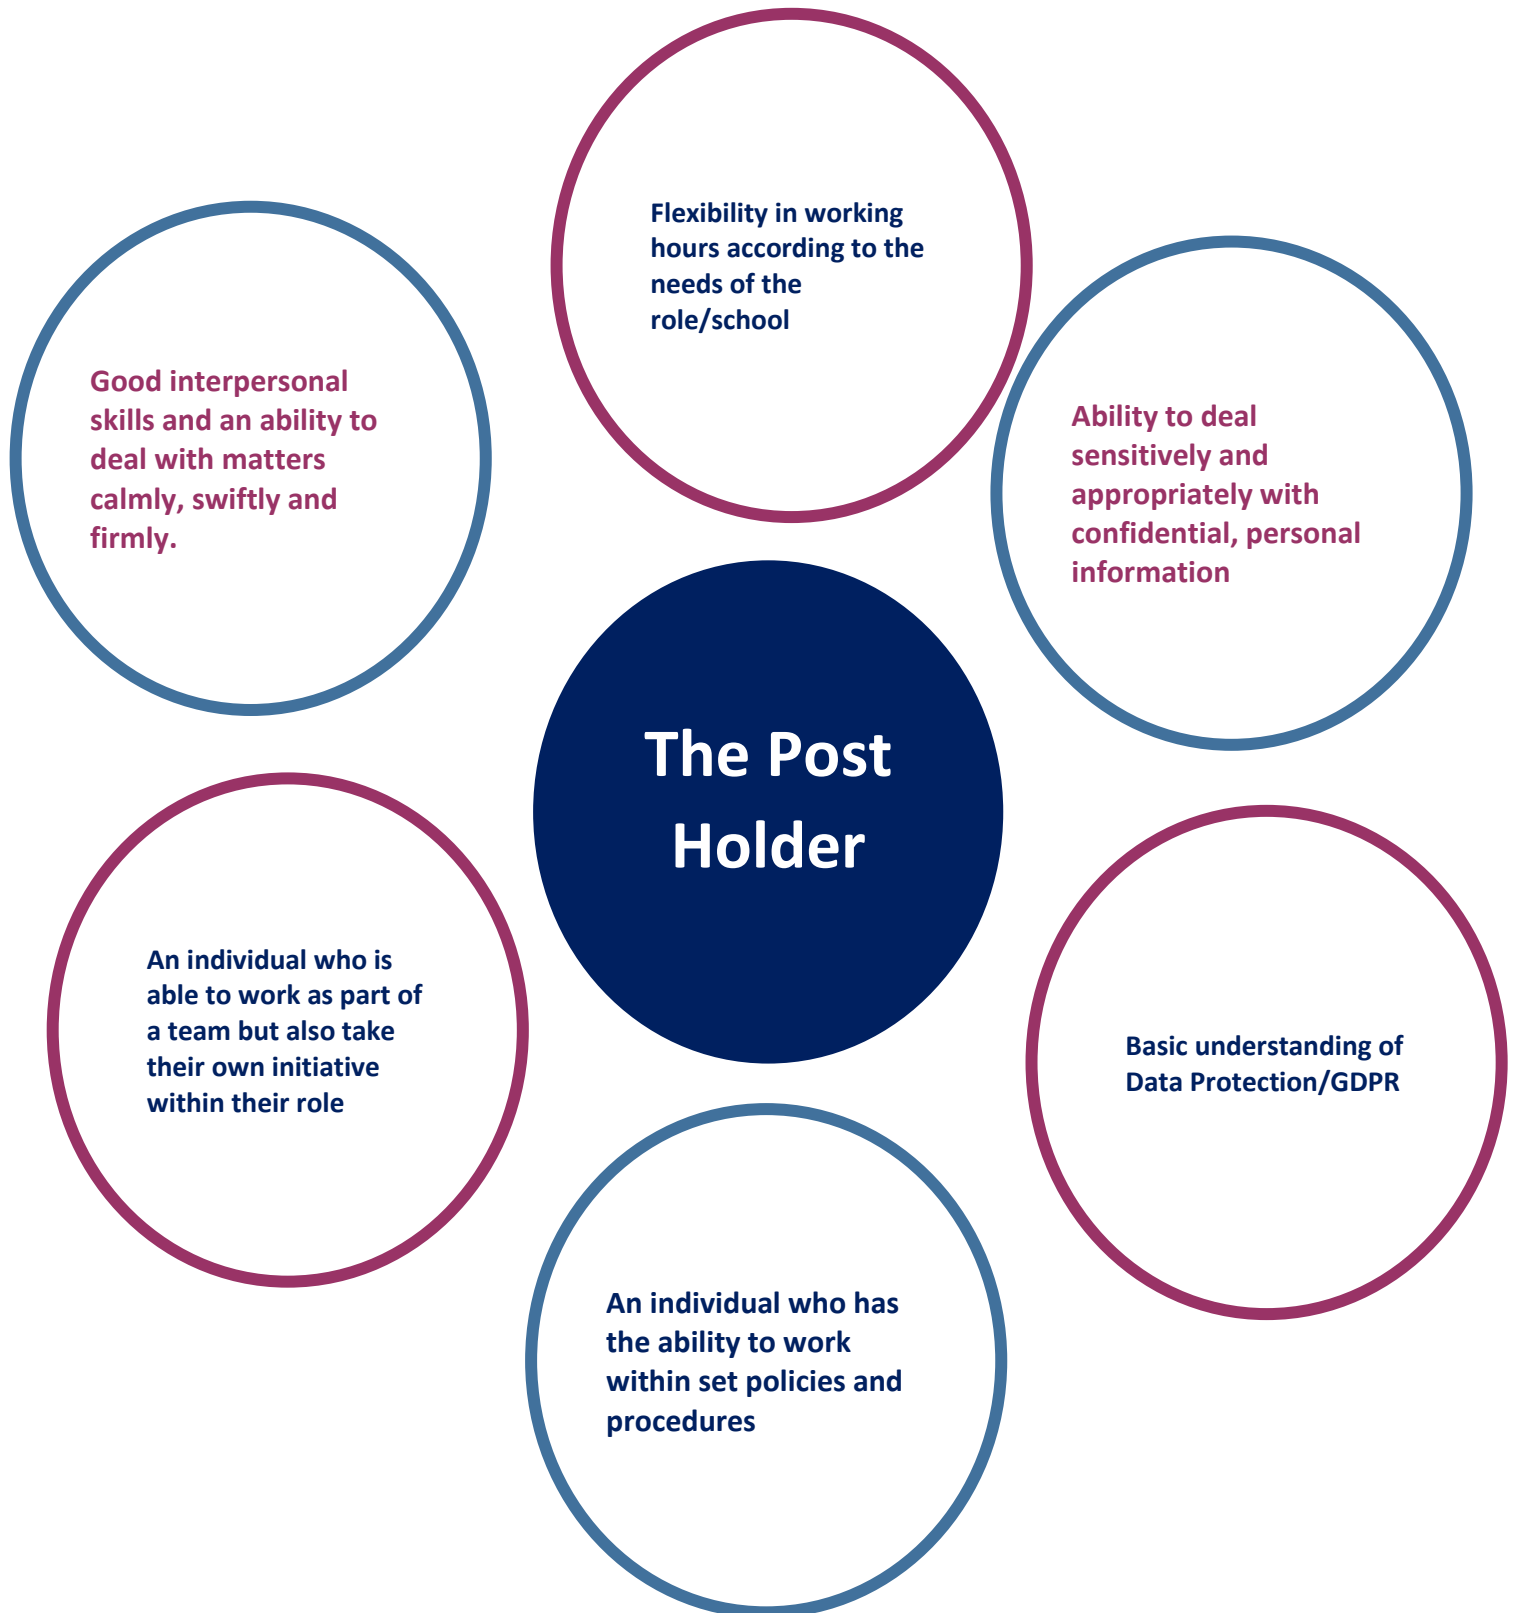 Flexibility in working
hours according to the
needs of the
role/school
Good interpersonal
skills and an ability to
deal with matters
calmly, swiftly and
firmly.
Ability to deal
sensitively and
appropriately with
confidential, personal
information
The Post
Holder
An individual who is
able to work as part of
a team but also take
their own initiative
within their role
Basic understanding of
Data Protection/GDPR
An individual who has
the ability to work
within set policies and
procedures